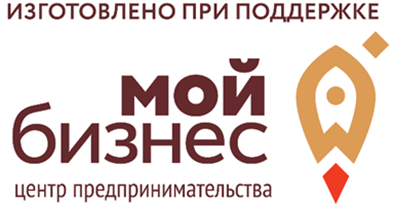 ИЗГОТОВЛЕНО ПРИ ПОДДЕРЖКЕ
мой
бизнес
центр предпринимательства